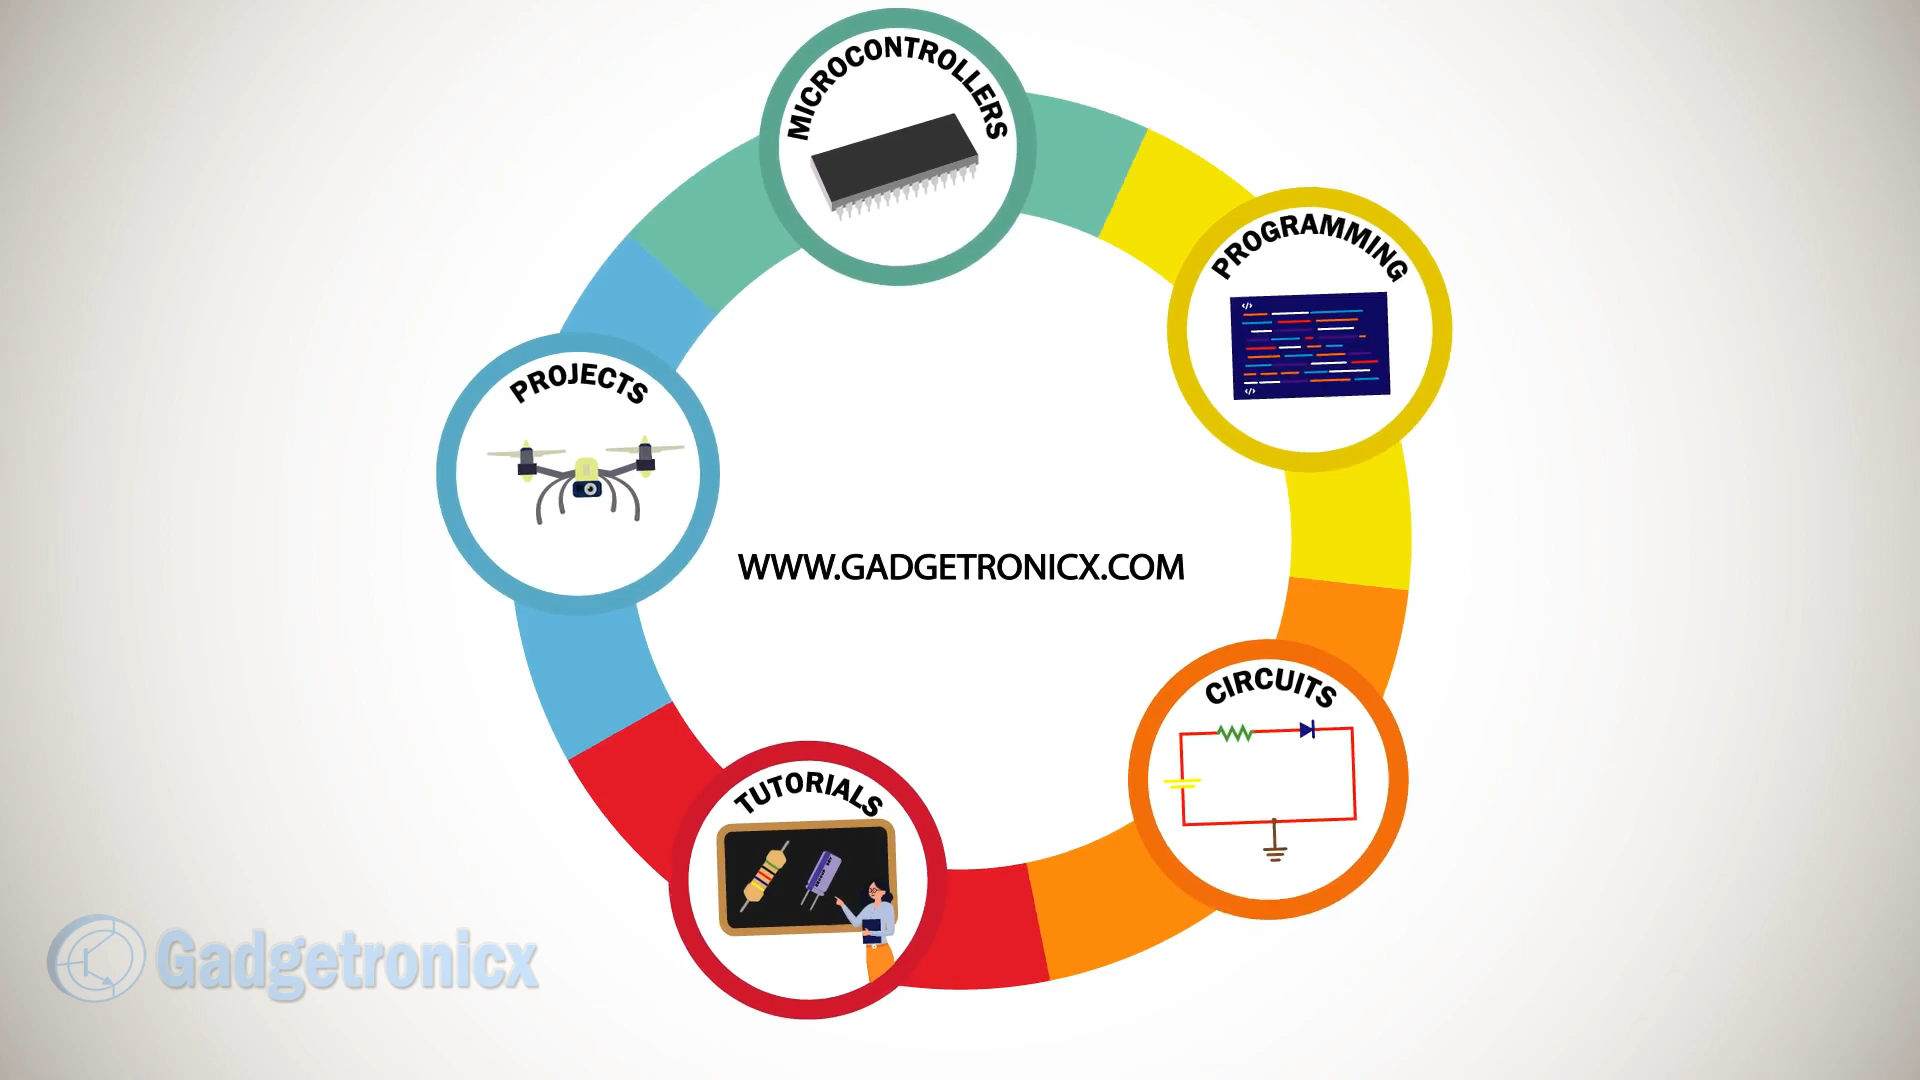 MICROCONTROLLERS
PROGRAMMING
</>
</>
PROJECTS
WWW.GADGETRONICX.COM
CIRCUITS
TUTORIALS
Gadgetronicx